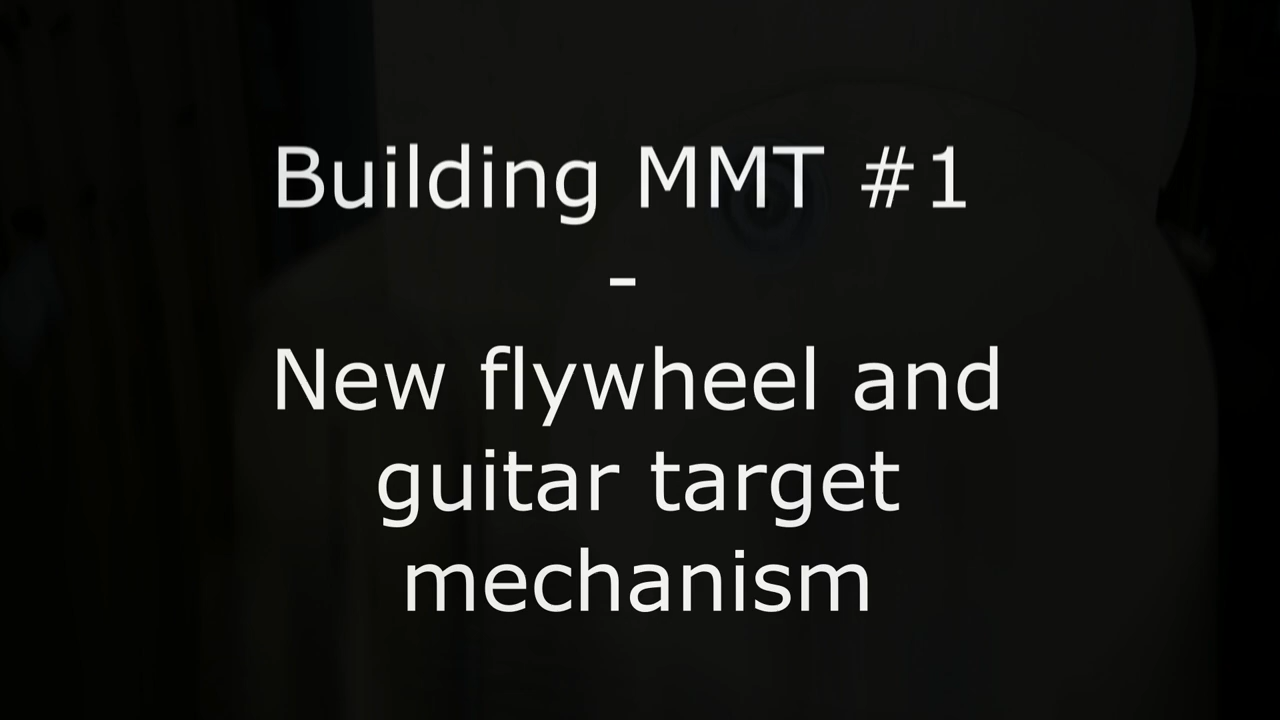 Building MMT #1
-
New flywheel and
guitar target
mechanism